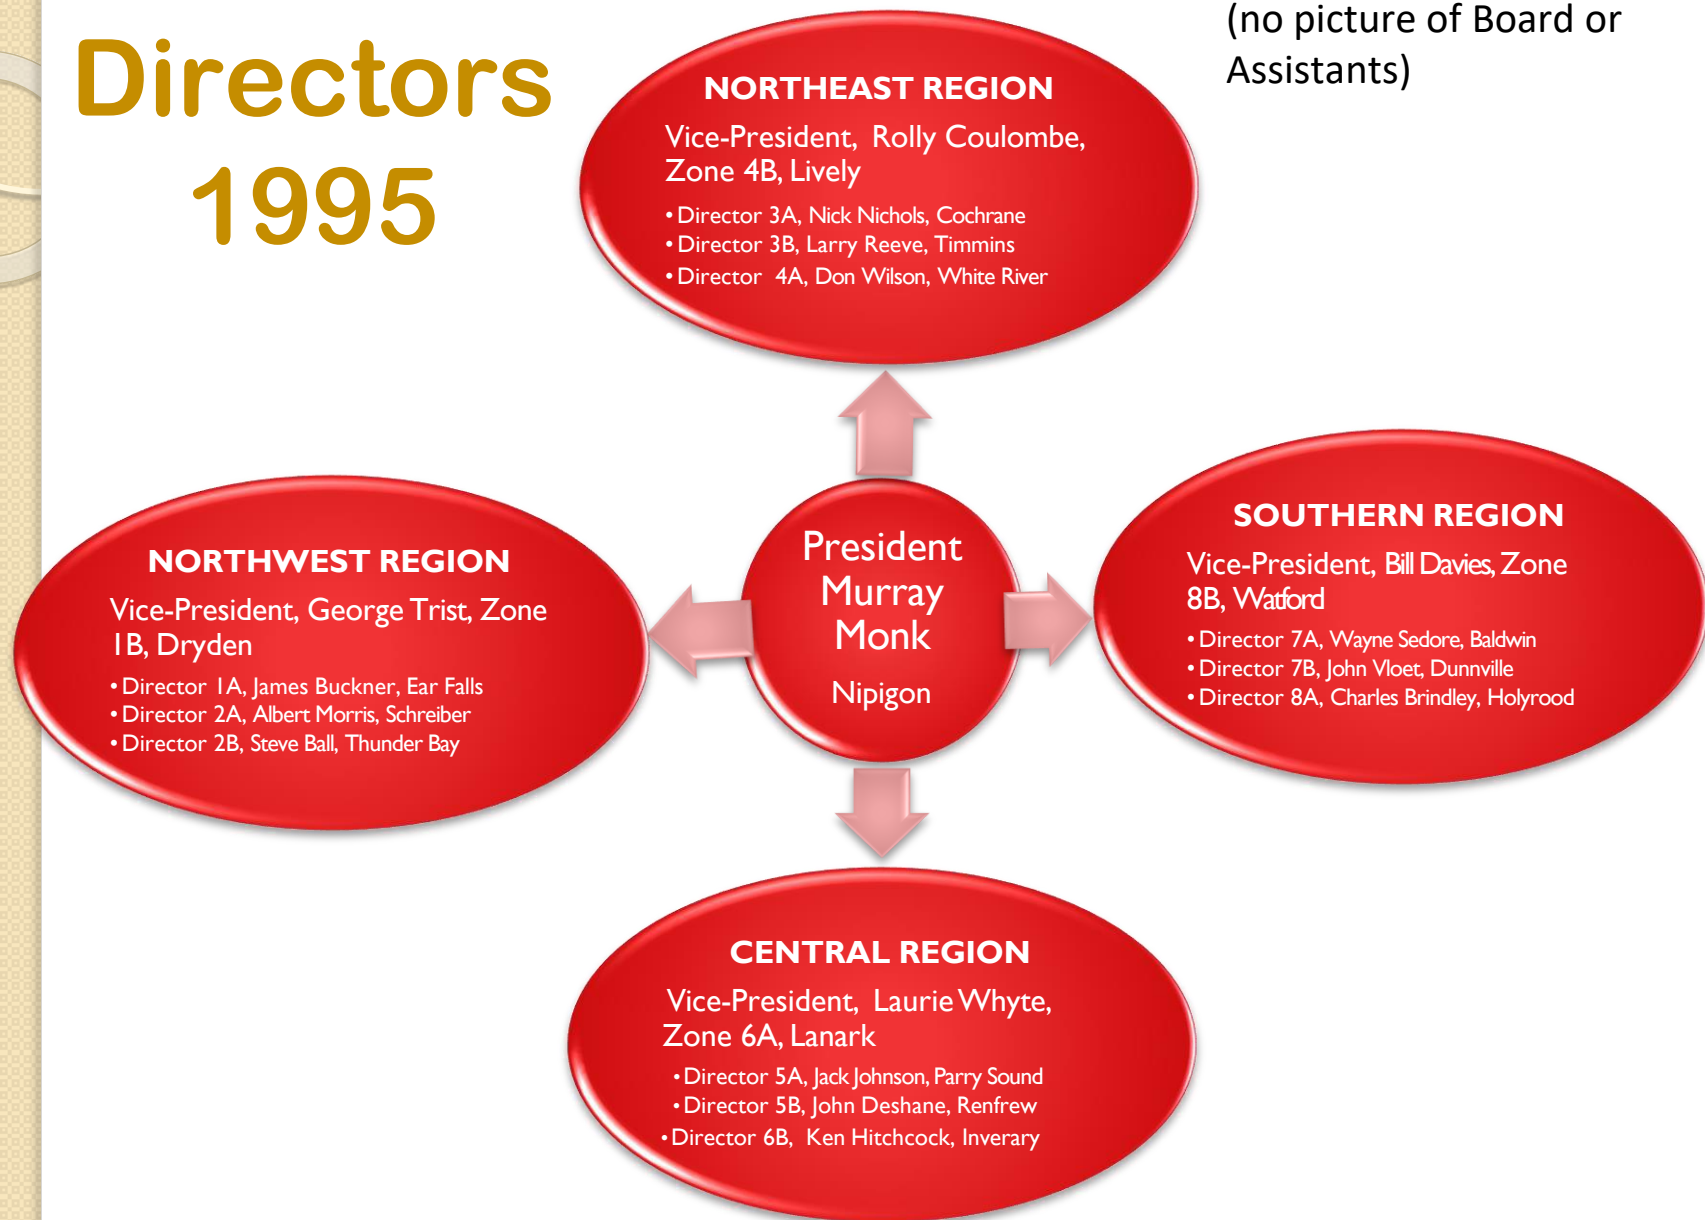 Directors
1995
(no picture of Board or
Assistants)
NORTHEAST REGION
Vice-President, Rolly Coulombe,
Zone 4B, Lively
• Director 3A, Nick Nichols, Cochrane
• Director 3B, Larry Reeve, Timmins
• Director 4A, Don Wilson, White River
NORTHWEST REGION
Vice-President, George Trist, Zone
1B, Dryden
• Director 1A, James Buckner, Ear Falls
• Director 2A, Albert Morris, Schreiber
• Director 2B, Steve Ball, Thunder Bay
President
Murray
Monk
Nipigon
SOUTHERN REGION
Vice-President, Bill Davies, Zone
8B, Watford
• Director 7A, Wayne Sedore, Baldwin
• Director 7B, John Vloet, Dunnville
• Director 8A, Charles Brindley, Holyrood
CENTRAL REGION
Vice-President, Laurie Whyte,
Zone 6A, Lanark
• Director 5A, Jack Johnson, Parry Sound
• Director 5B, John Deshane, Renfrew
• Director 6B, Ken Hitchcock, Inverary